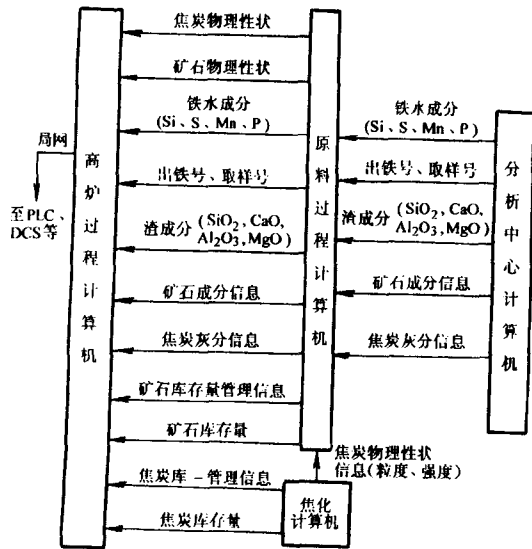 焦炭物理性状
矿石物理性状
铁水成分
(Si、S、Mn、P)
出铁号、取样号
渣成分(SiO₂,CaO,
Al₂O₃,MgO)
矿石成分信息
焦炭灰分信息
矿石库存量管理信息
矿石库存量
焦炭库-管理信息
焦炭库存量
局网
至PLC、
DCS等
高炉过程计算机
原料过程计算机
铁水成分
(Si、S、Mn、P)
出铁号、取样号
渣成分(SiO₂,CaO,
Al₂O₃,MgO)
矿石成分信息
焦炭灰分信息
分析中心计算机
焦炭物理性状
信息(粒度、强度)
焦化
计算机